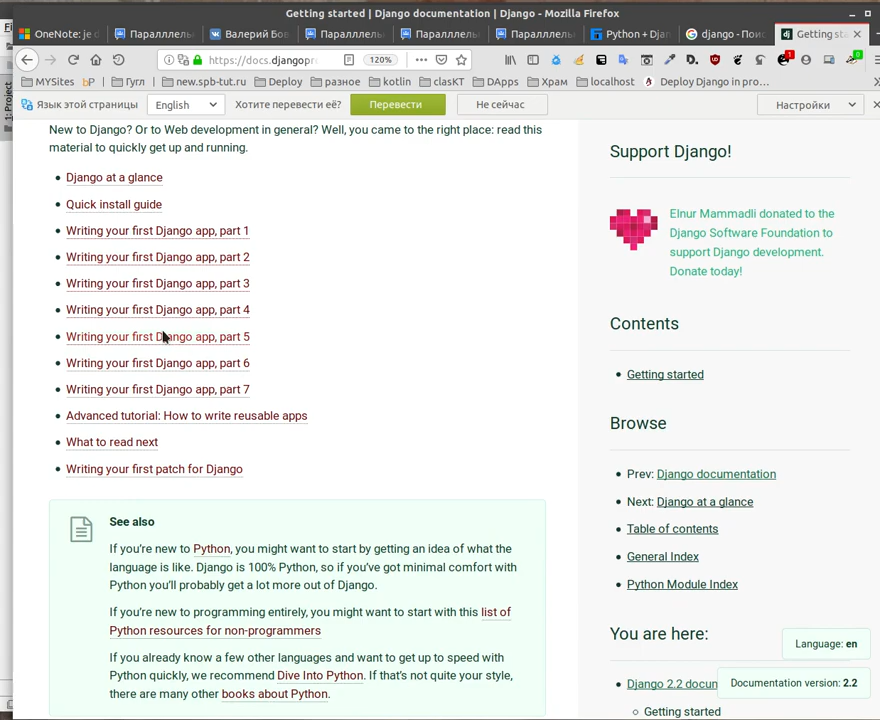 Getting started | Django documentation | Django - Mozilla Firefox
OneNote: je d
Параллельн
Валерий Бов
Параллельн
Параллельн
Параллельн
Python + Djan
django - Поис
Getting sta
https://docs.djangopr
120%
MYSites
ЬP
Гугл
new.spb-tut.ru
Deploy
разное
kotlin
clasKT
DApps
Храм
localhost
Deploy Django in pro…
1: Project
Язык этой страницы
English
Хотите перевести её?
Перевести
Не сейчас
Настройки
New to Django? Or to Web development in general? Well, you came to the right place: read this
material to quickly get up and running.
Django at a glance
Quick install guide
Writing your first Django app, part 1
Writing your first Django app, part 2
Writing your first Django app, part 3
Writing your first Django app, part 4
Writing your first Django app, part 5
Writing your first Django app, part 6
Writing your first Django app, part 7
Advanced tutorial: How to write reusable apps
What to read next
Writing your first patch for Django
See also
If you're new to Python, you might want to start by getting an idea of what the
language is like. Django is 100% Python, so if you've got minimal comfort with
Python you'll probably get a lot more out of Django.
If you're new to programming entirely, you might want to start with this list of
Python resources for non-programmers
If you already know a few other languages and want to get up to speed with
Python quickly, we recommend Dive Into Python. If that's not quite your style,
there are many other books about Python.
Support Django!
Elnur Mammadli donated to the
Django Software Foundation to
support Django development.
Donate today!
Contents
Getting started
Browse
Prev: Django documentation
Next: Django at a glance
Table of contents
General Index
Python Module Index
You are here:
Language: en
Django 2.2 docun
Documentation version: 2.2
Getting started